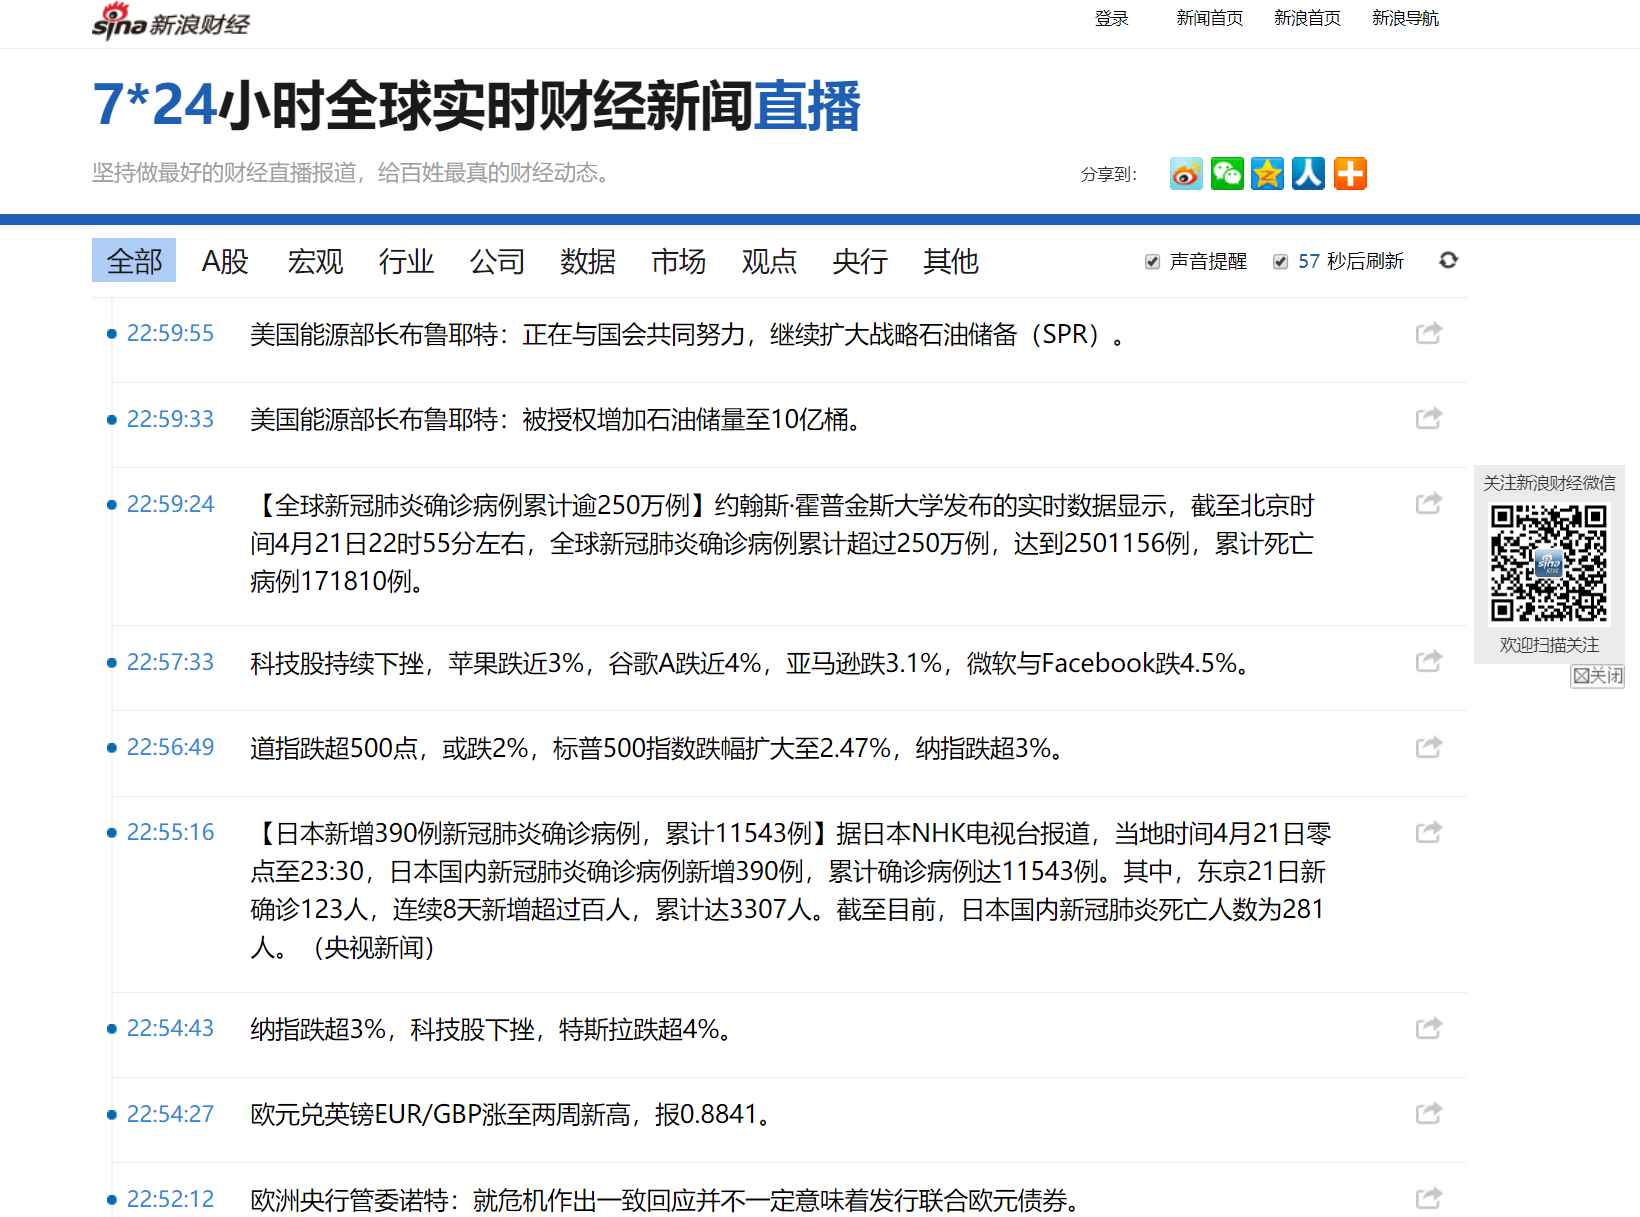 sina 新浪财经
登录 新闻首页 新浪首页 新浪导航
7*24小时全球实时财经新闻直播
坚持做最好的财经直播报道，给百姓最真的财经动态。
分享到：
全部 A股 宏观 行业 公司 数据 市场 观点 央行 其他
声音提醒 57 秒后刷新
22:59:55 美国能源部长布鲁耶特：正在与国会共同努力，继续扩大战略石油储备（SPR）。
22:59:33 美国能源部长布鲁耶特：被授权增加石油储量至10亿桶。
22:59:24 【全球新冠肺炎确诊病例累计逾250万例】约翰斯·霍普金斯大学发布的实时数据显示，截至北京时
间4月21日22时55分左右，全球新冠肺炎确诊病例累计超过250万例，达到2501156例，累计死亡
病例171810例。
22:57:33 科技股持续下挫，苹果跌近3%，谷歌A跌近4%，亚马逊跌3.1%，微软与Facebook跌4.5%。
22:56:49 道指跌超500点，或跌2%，标普500指数跌幅扩大至2.47%，纳指跌超3%。
22:55:16 【日本新增390例新冠肺炎确诊病例，累计11543例】据日本NHK电视台报道，当地时间4月21日零
点至23:30，日本国内新冠肺炎确诊病例新增390例，累计确诊病例达11543例。其中，东京21日新
确诊123人，连续8天新增超过百人，累计达3307人。截至目前，日本国内新冠肺炎死亡人数为281
人。（央视新闻）
22:54:43 纳指跌超3%，科技股下挫，特斯拉跌超4%。
22:54:27 欧元兑英镑EUR/GBP涨至两周新高，报0.8841。
22:52:12 欧洲央行管委诺特：就危机作出一致回应并不一定意味着发行联合欧元债券。
关注新浪财经微信
sina
欢迎扫描关注
关闭